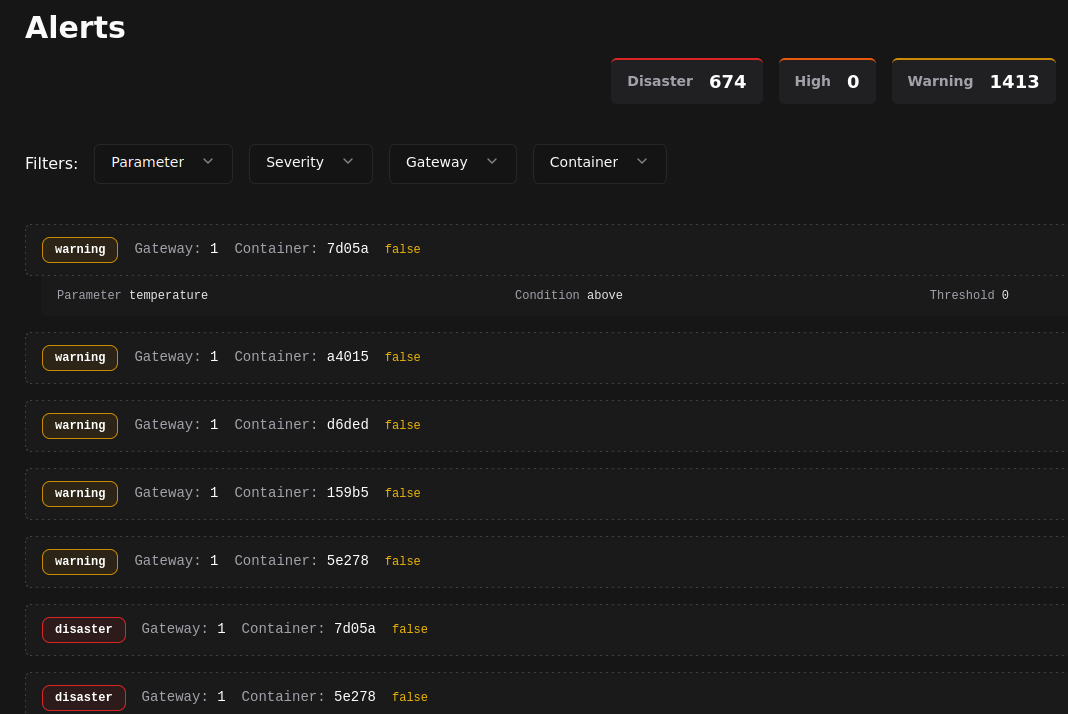 Alerts
Disaster 674 High 0 Warning 1413
Filters: Parameter Severity Gateway Container
warning Gateway: 1 Container: 7d05a false
Parameter temperature Condition above Threshold 0
warning Gateway: 1 Container: a4015 false
warning Gateway: 1 Container: d6ded false
warning Gateway: 1 Container: 159b5 false
warning Gateway: 1 Container: 5e278 false
disaster Gateway: 1 Container: 7d05a false
disaster Gateway: 1 Container: 5e278 false